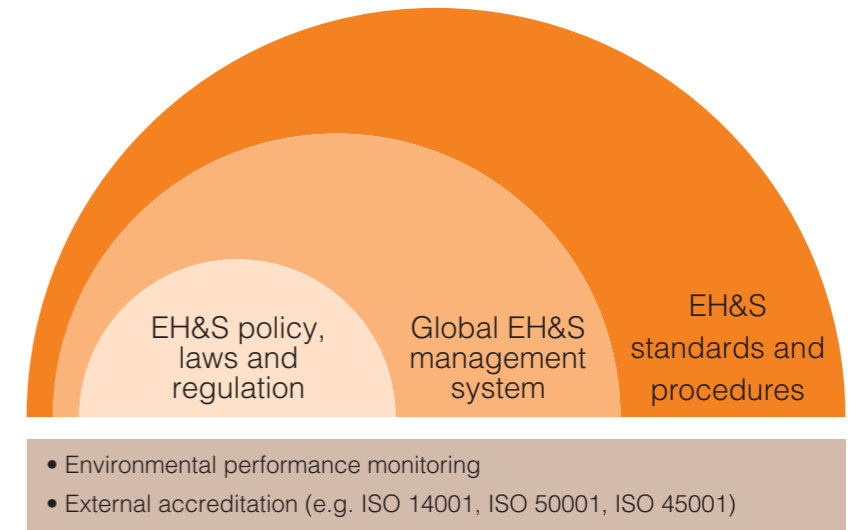 EH&S policy,
laws and
regulation
Global EH&S
management
system
EH&S
standards and
procedures
• Environmental performance monitoring
• External accreditation (e.g. ISO 14001, ISO 50001, ISO 45001)